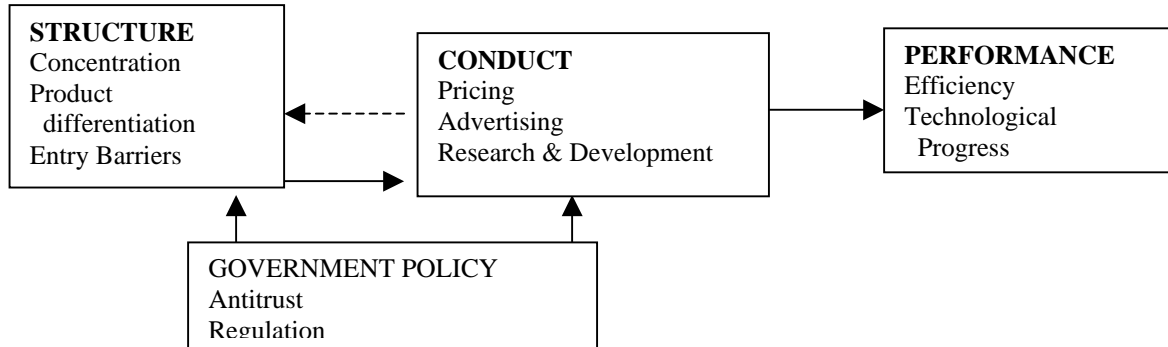 STRUCTURE
Concentration
Product
differentiation
Entry Barriers
CONDUCT
Pricing
Advertising
Research & Development
PERFORMANCE
Efficiency
Technological
Progress
GOVERNMENT POLICY
Antitrust
Regulation